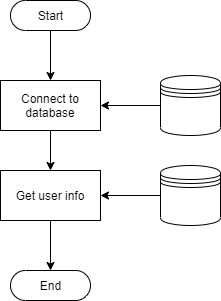 Start
Connect to
database
Get user info
End